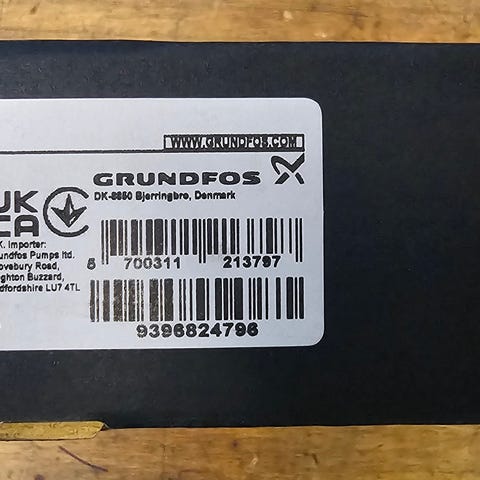 WWW.GRUNDFOS.COM
GRUNDFOS
DK-8850 Bjerringbro, Denmark
UK
CA
K. Importer:
undfos Pumps ltd.
ovebury Road,
ighton Buzzard,
dfordshire LU7 4TL
5 700311 213797
9396824796